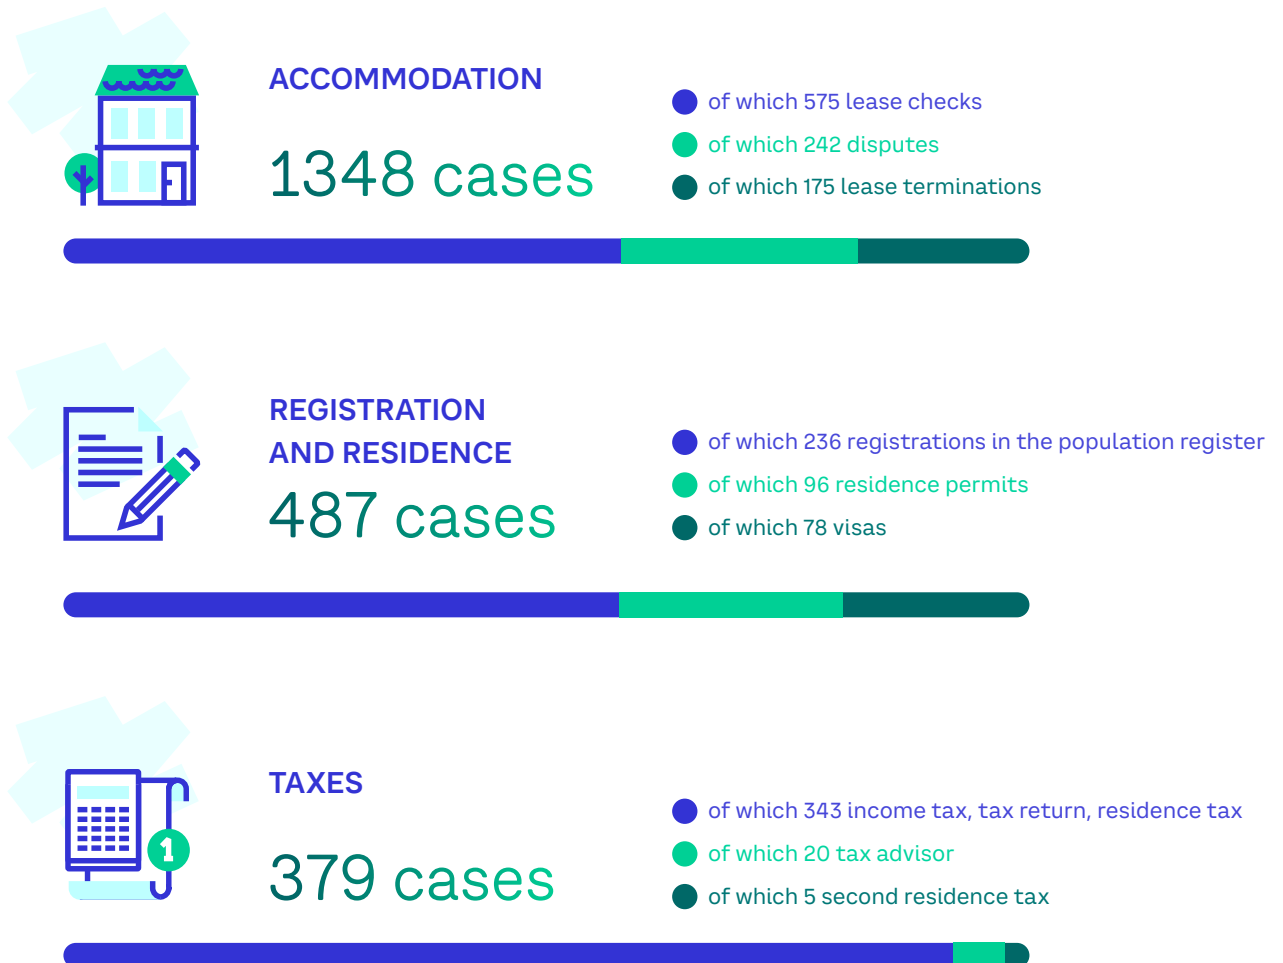 ACCOMMODATION
1348 cases
of which 575 lease checks
of which 242 disputes
of which 175 lease terminations
REGISTRATION
AND RESIDENCE
487 cases
of which 236 registrations in the population register
of which 96 residence permits
of which 78 visas
TAXES
379 cases
of which 343 income tax, tax return, residence tax
of which 20 tax advisor
of which 5 second residence tax
1